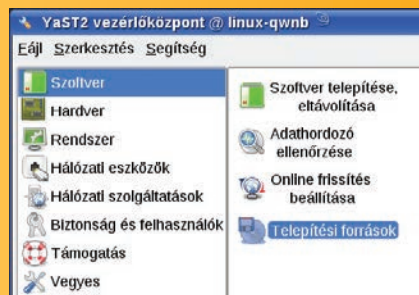 YaST2 vezérlőközpont @ linux-qwnb
Fájl Szerkesztés Segítség
Szoftver
Hardver
Rendszer
Hálózati eszközök
Hálózati szolgáltatások
Biztonság és felhasználók
Támogatás
Vegyes
Szoftver telepítése,
eltávolítása
Adathordozó
ellenőrzése
Online frissítés
beállítása
Telepítési források